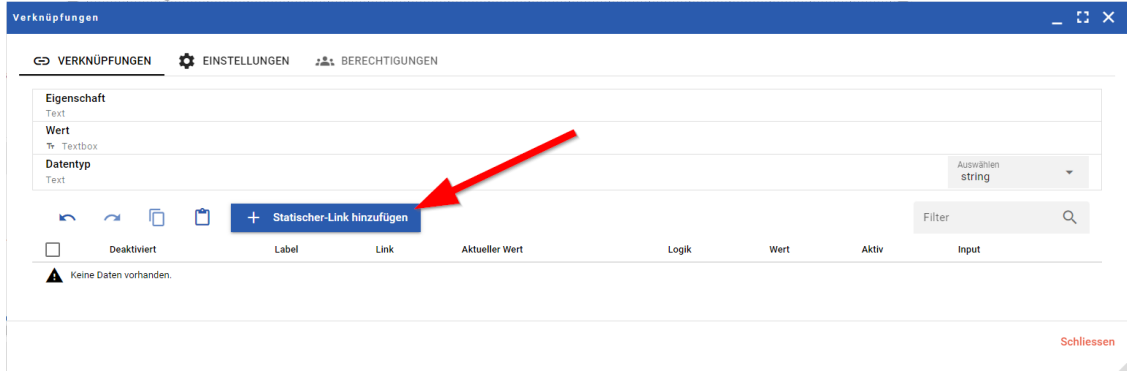 Verknüpfungen
VERKNÜPFUNGEN EINSTELLUNGEN BERECHTIGUNGEN
Eigenschaft
Text
Wert
Textbox
Datentyp
Text
Auswählen
string
Statischer-Link hinzufügen
Filter
Deaktiviert Label Link Aktueller Wert Logik Wert Aktiv Input
Keine Daten vorhanden.
Schliessen